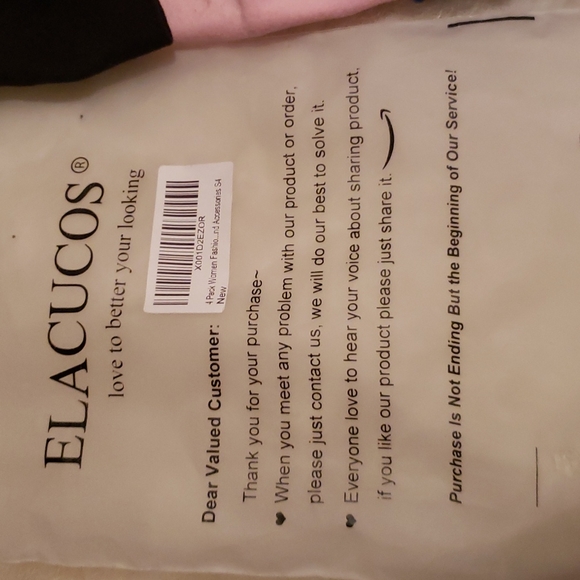 ELACUCOS®
love to better your looking
X001D2EZOR
4 Pack Women Fashio...nd Accessories S4
New
Dear Valued Customer:
Thank you for your purchase~
When you meet any problem with our product or order,
please just contact us, we will do our best to solve it.
Everyone love to hear your voice about sharing product,
if you like our product please just share it.
Purchase Is Not Ending But the Beginning of Our Service!